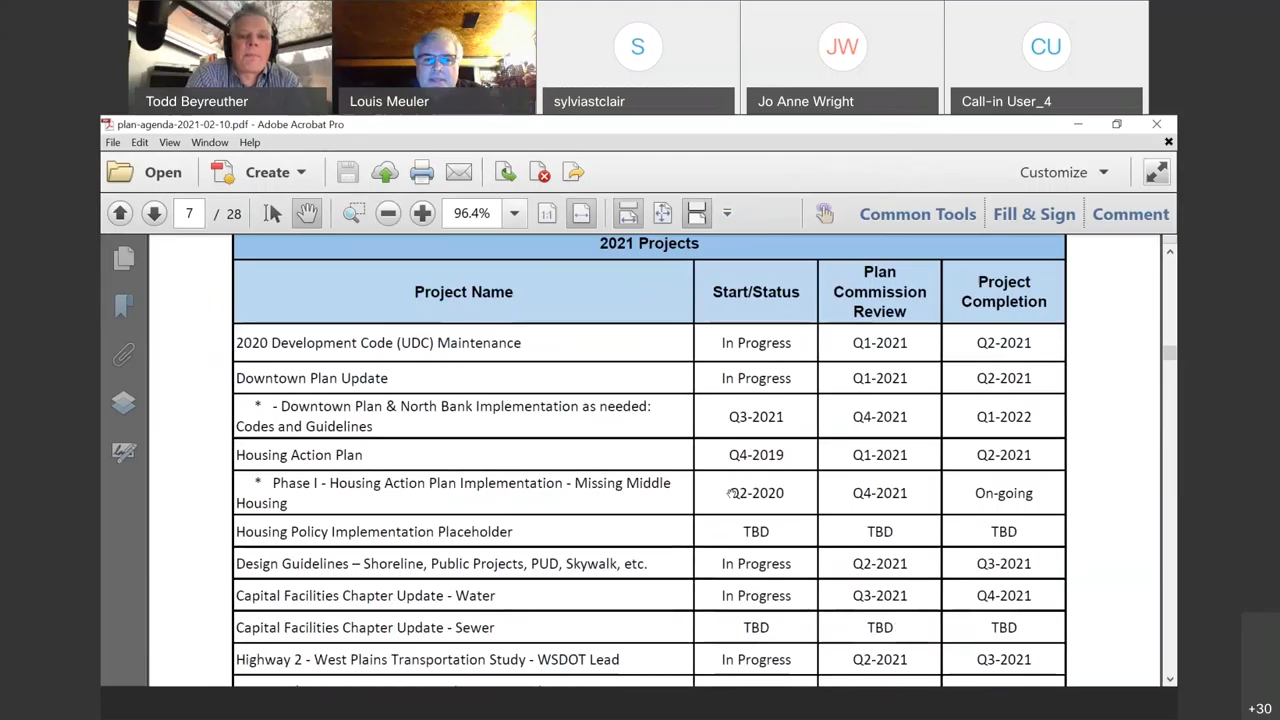 S
JW
CU
Todd Beyreuther
Louis Meuler
sylviastclair
Jo Anne Wright
Call-in User_4
plan-agenda-2021-02-10.pdf - Adobe Acrobat Pro
File Edit View Window Help
Open Create Customize
7 / 28 96.4% Common Tools Fill & Sign Comment
2021 Projects
Project Name Start/Status Plan Commission Review Project Completion
2020 Development Code (UDC) Maintenance In Progress Q1-2021 Q2-2021
Downtown Plan Update In Progress Q1-2021 Q2-2021
* - Downtown Plan & North Bank Implementation as needed:
Codes and Guidelines Q3-2021 Q4-2021 Q1-2022
Housing Action Plan Q4-2019 Q1-2021 Q2-2021
* Phase I - Housing Action Plan Implementation - Missing Middle
Housing Q2-2020 Q4-2021 On-going
Housing Policy Implementation Placeholder TBD TBD TBD
Design Guidelines – Shoreline, Public Projects, PUD, Skywalk, etc. In Progress Q2-2021 Q3-2021
Capital Facilities Chapter Update - Water In Progress Q3-2021 Q4-2021
Capital Facilities Chapter Update - Sewer TBD TBD TBD
Highway 2 - West Plains Transportation Study - WSDOT Lead In Progress Q2-2021 Q3-2021
+30